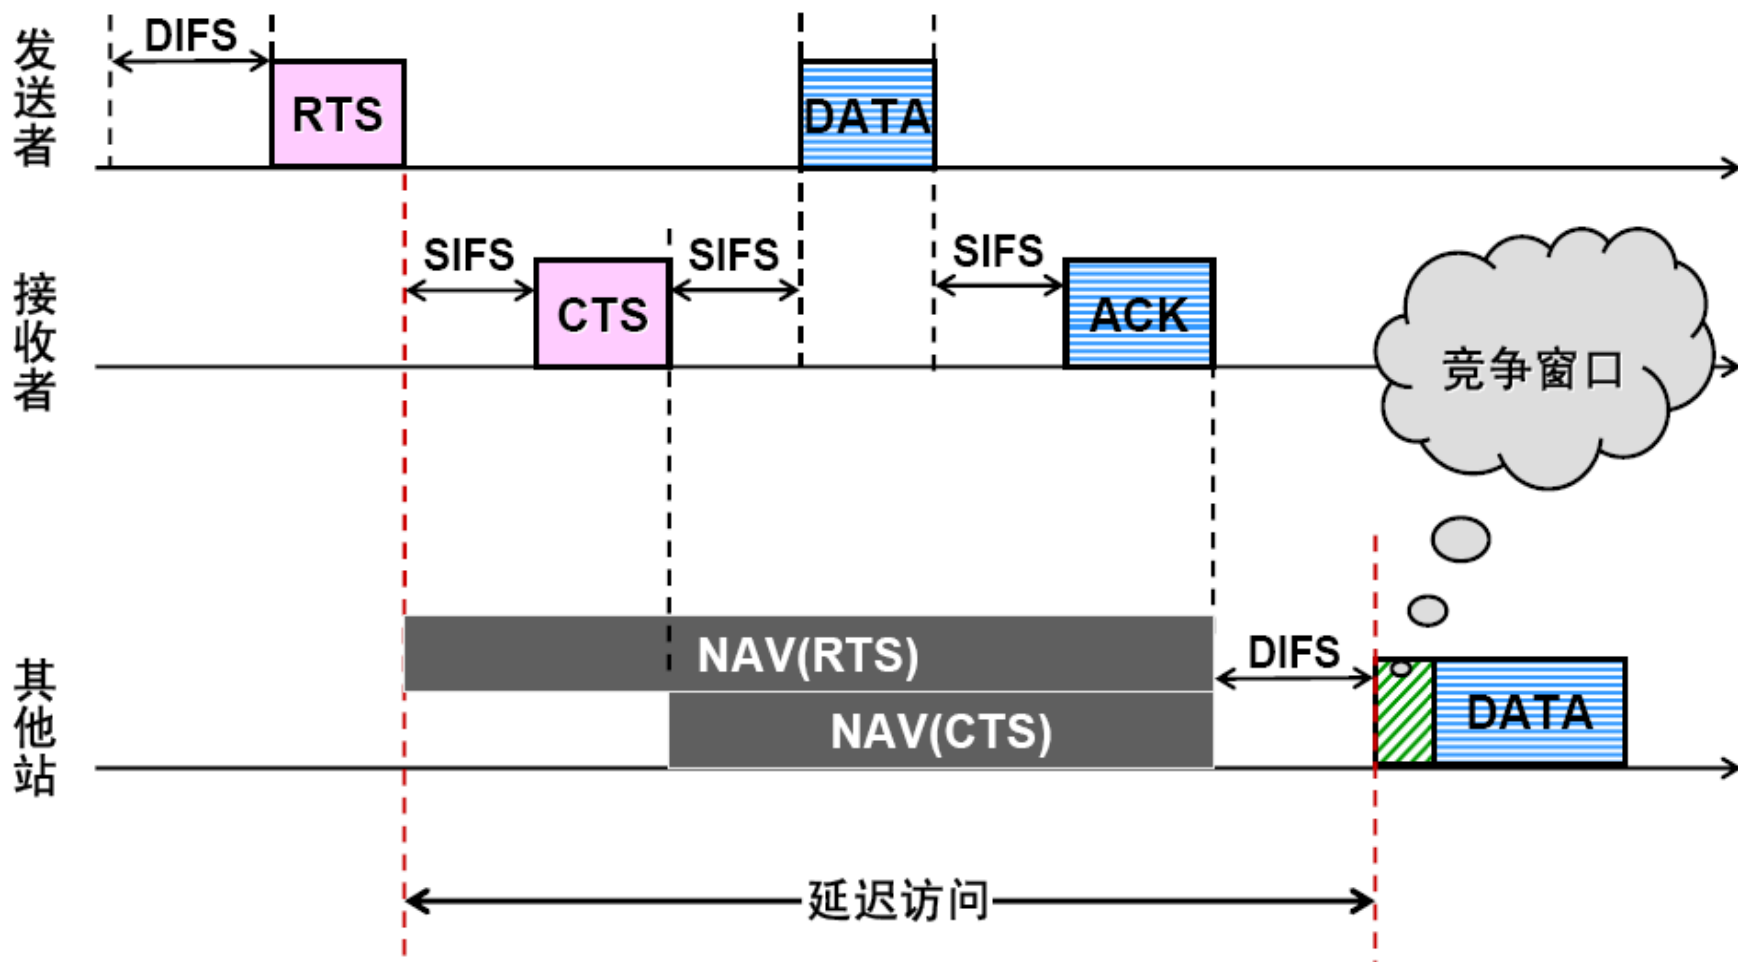 发送者
DIFS
RTS
DATA
接收者
SIFS
CTS
SIFS
SIFS
ACK
竞争窗口
其他站
NAV(RTS)
NAV(CTS)
DIFS
DATA
延迟访问